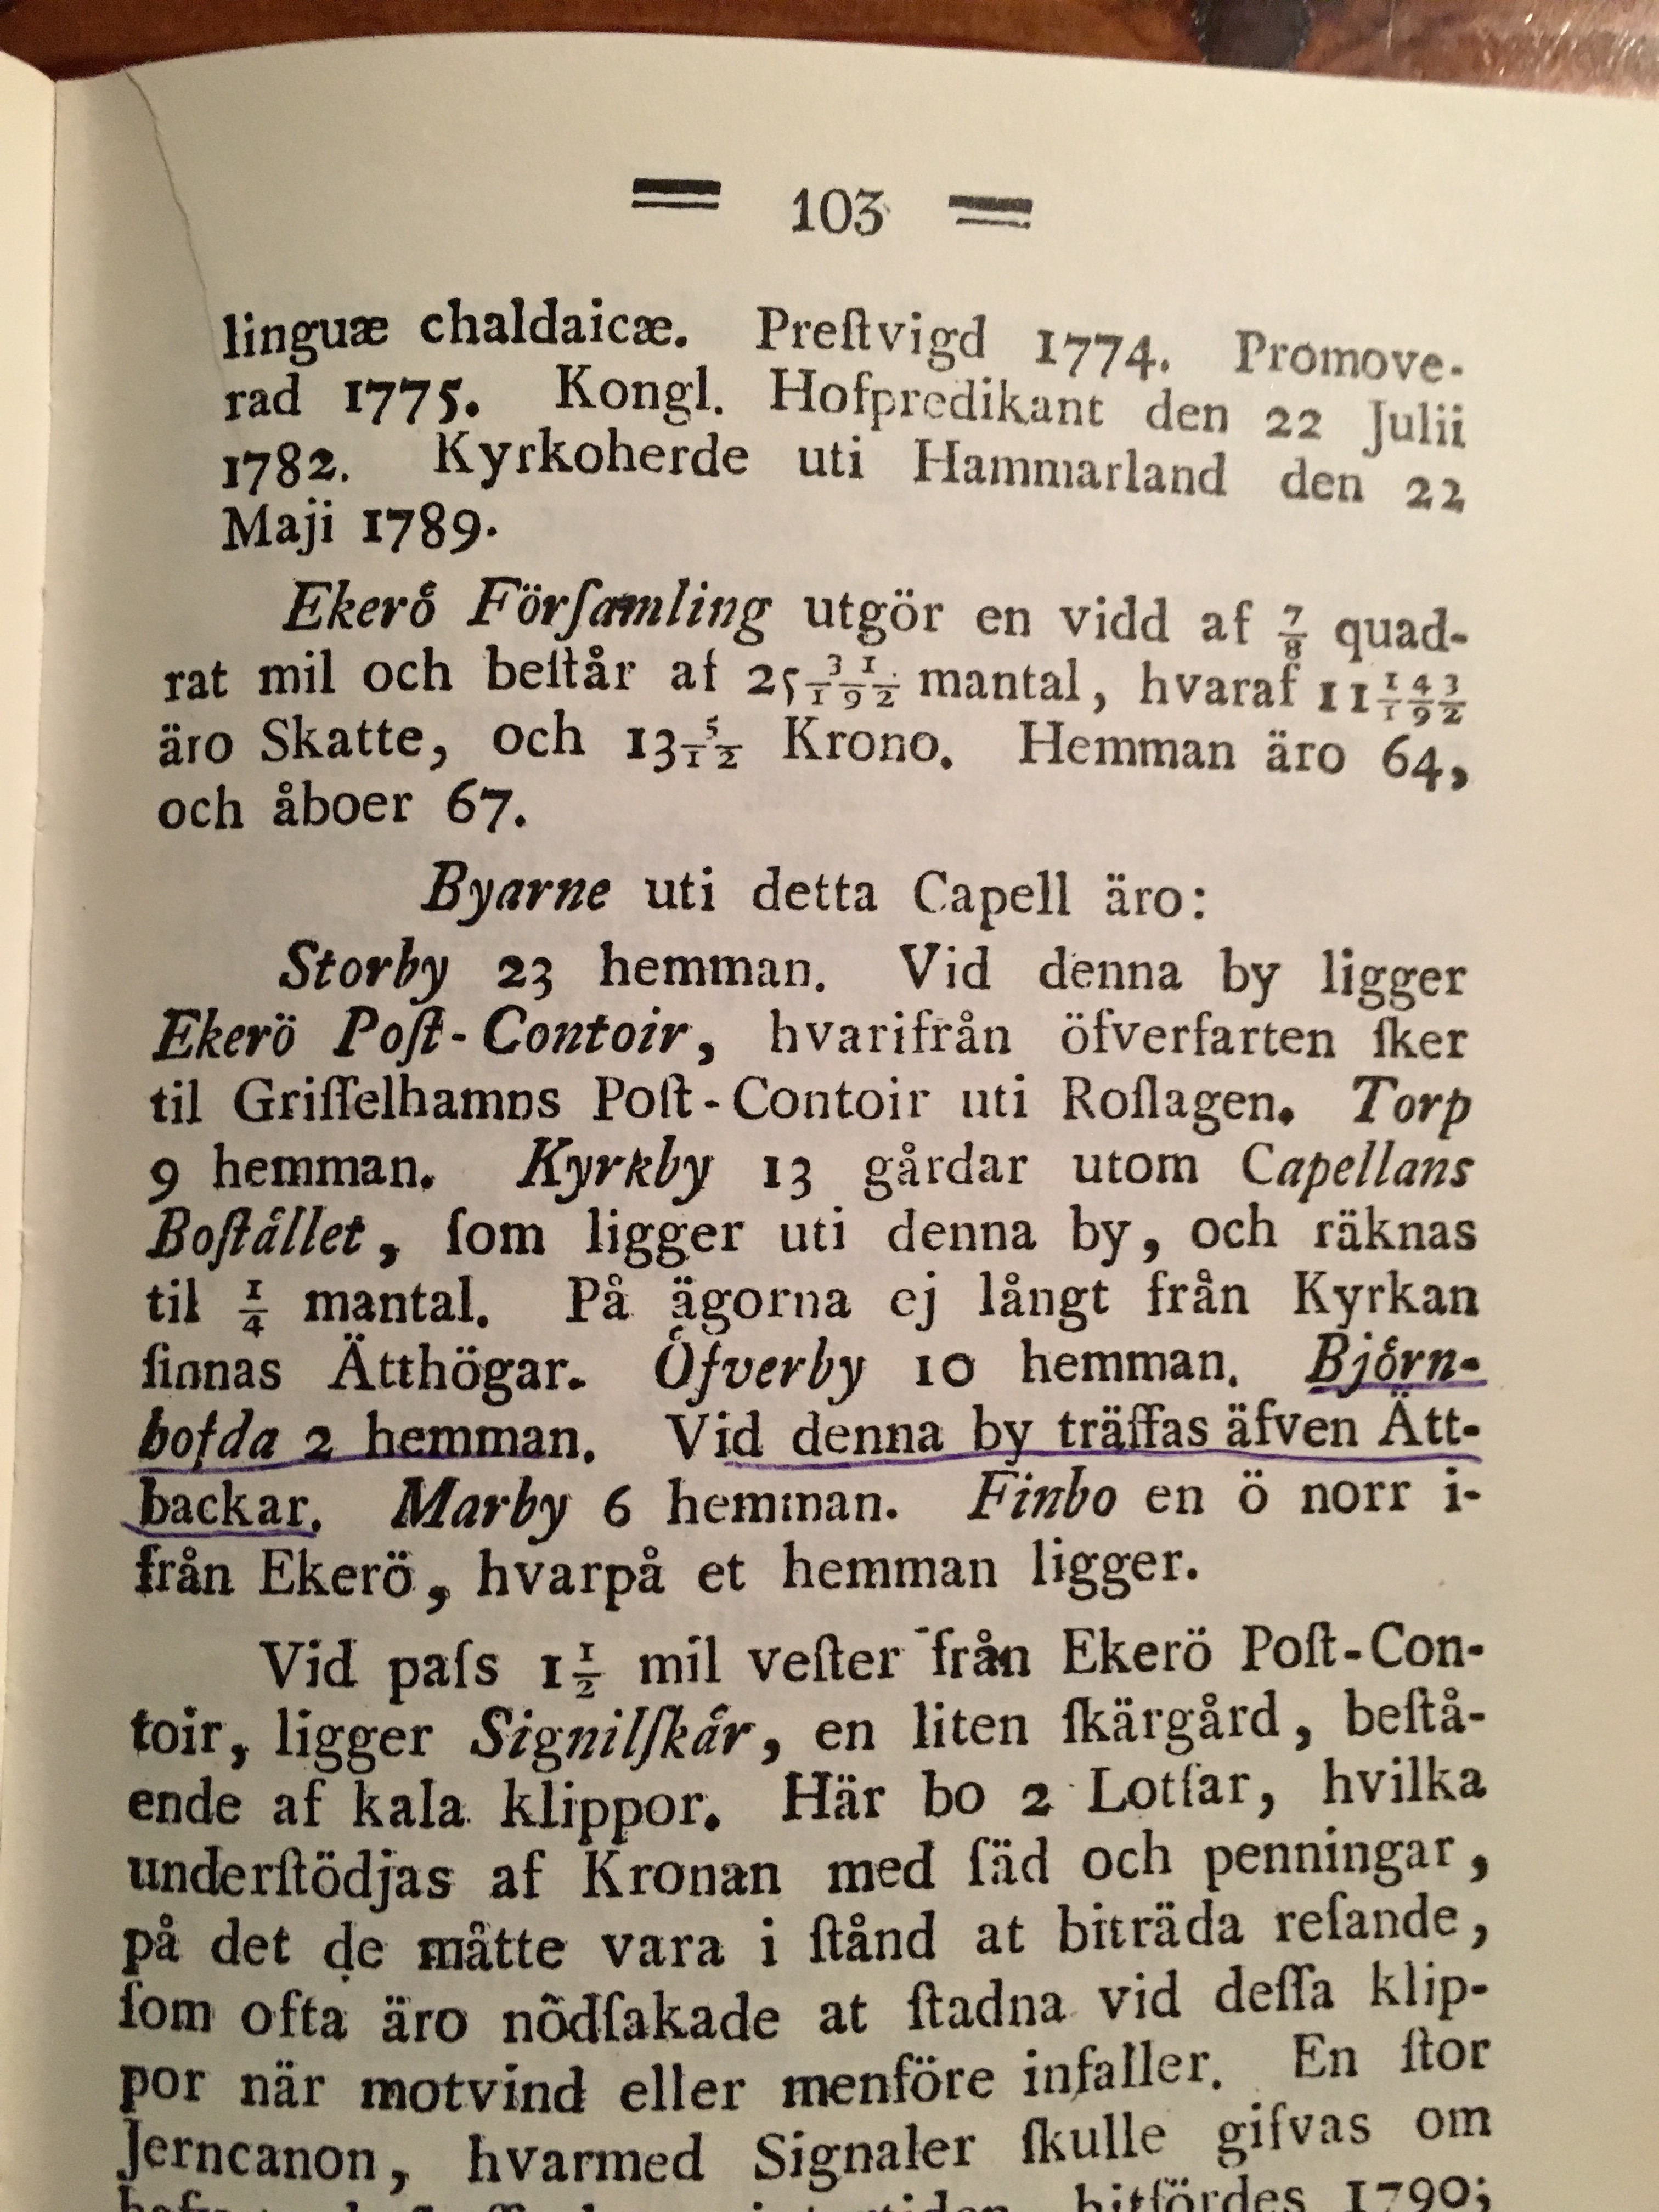 103
linguæ chaldaicæ. Preſtvigd 1774. Promove-
rad 1775. Kongl. Hofpredikant den 22 Julii
1782. Kyrkoherde uti Hammarland den 22
Maji 1789.
Ekerö Förſamling utgör en vidd af 7/8 quad-
rat mil och beſtår af 25 31/192 mantal, hvaraf 11 143/192
äro Skatte, och 13 5/12 Krono. Hemman äro 64,
och åboer 67.
Byarne uti detta Capell äro:
Storby 23 hemman. Vid denna by ligger
Ekerö Poſt-Contoir, hvarifrån öfverfarten ſker
til Griſſelhamns Poſt-Contoir uti Roſlagen. Torp
9 hemman. Kyrkby 13 gårdar utom Capellans
Boſtället, ſom ligger uti denna by, och räknas
til 1/4 mantal. På ägorna ej långt från Kyrkan
finnas Ätthögar. Öfverby 10 hemman. Björn-
bofda 2 hemman. Vid denna by träffas äfven Ätt-
backar. Marby 6 hemman. Finbo en ö norr i-
från Ekerö, hvarpå et hemman ligger.
Vid paſs 1 1/2 mil veſter från Ekerö Poſt-Con-
toir, ligger Signilſkär, en liten ſkärgård, beſtå-
ende af kala klippor. Här bo 2 Lotſar, hvilka
underſtödjas af Kronan med ſäd och penningar,
på det de måtte vara i ſtånd at biträda reſande,
ſom ofta äro nödſakade at ſtadna vid deſſa klip-
por när motvind eller menföre infaller. En ſtor
Jerncanon, hvarmed Signaler ſkulle gifvas om
hitfördes 1790;